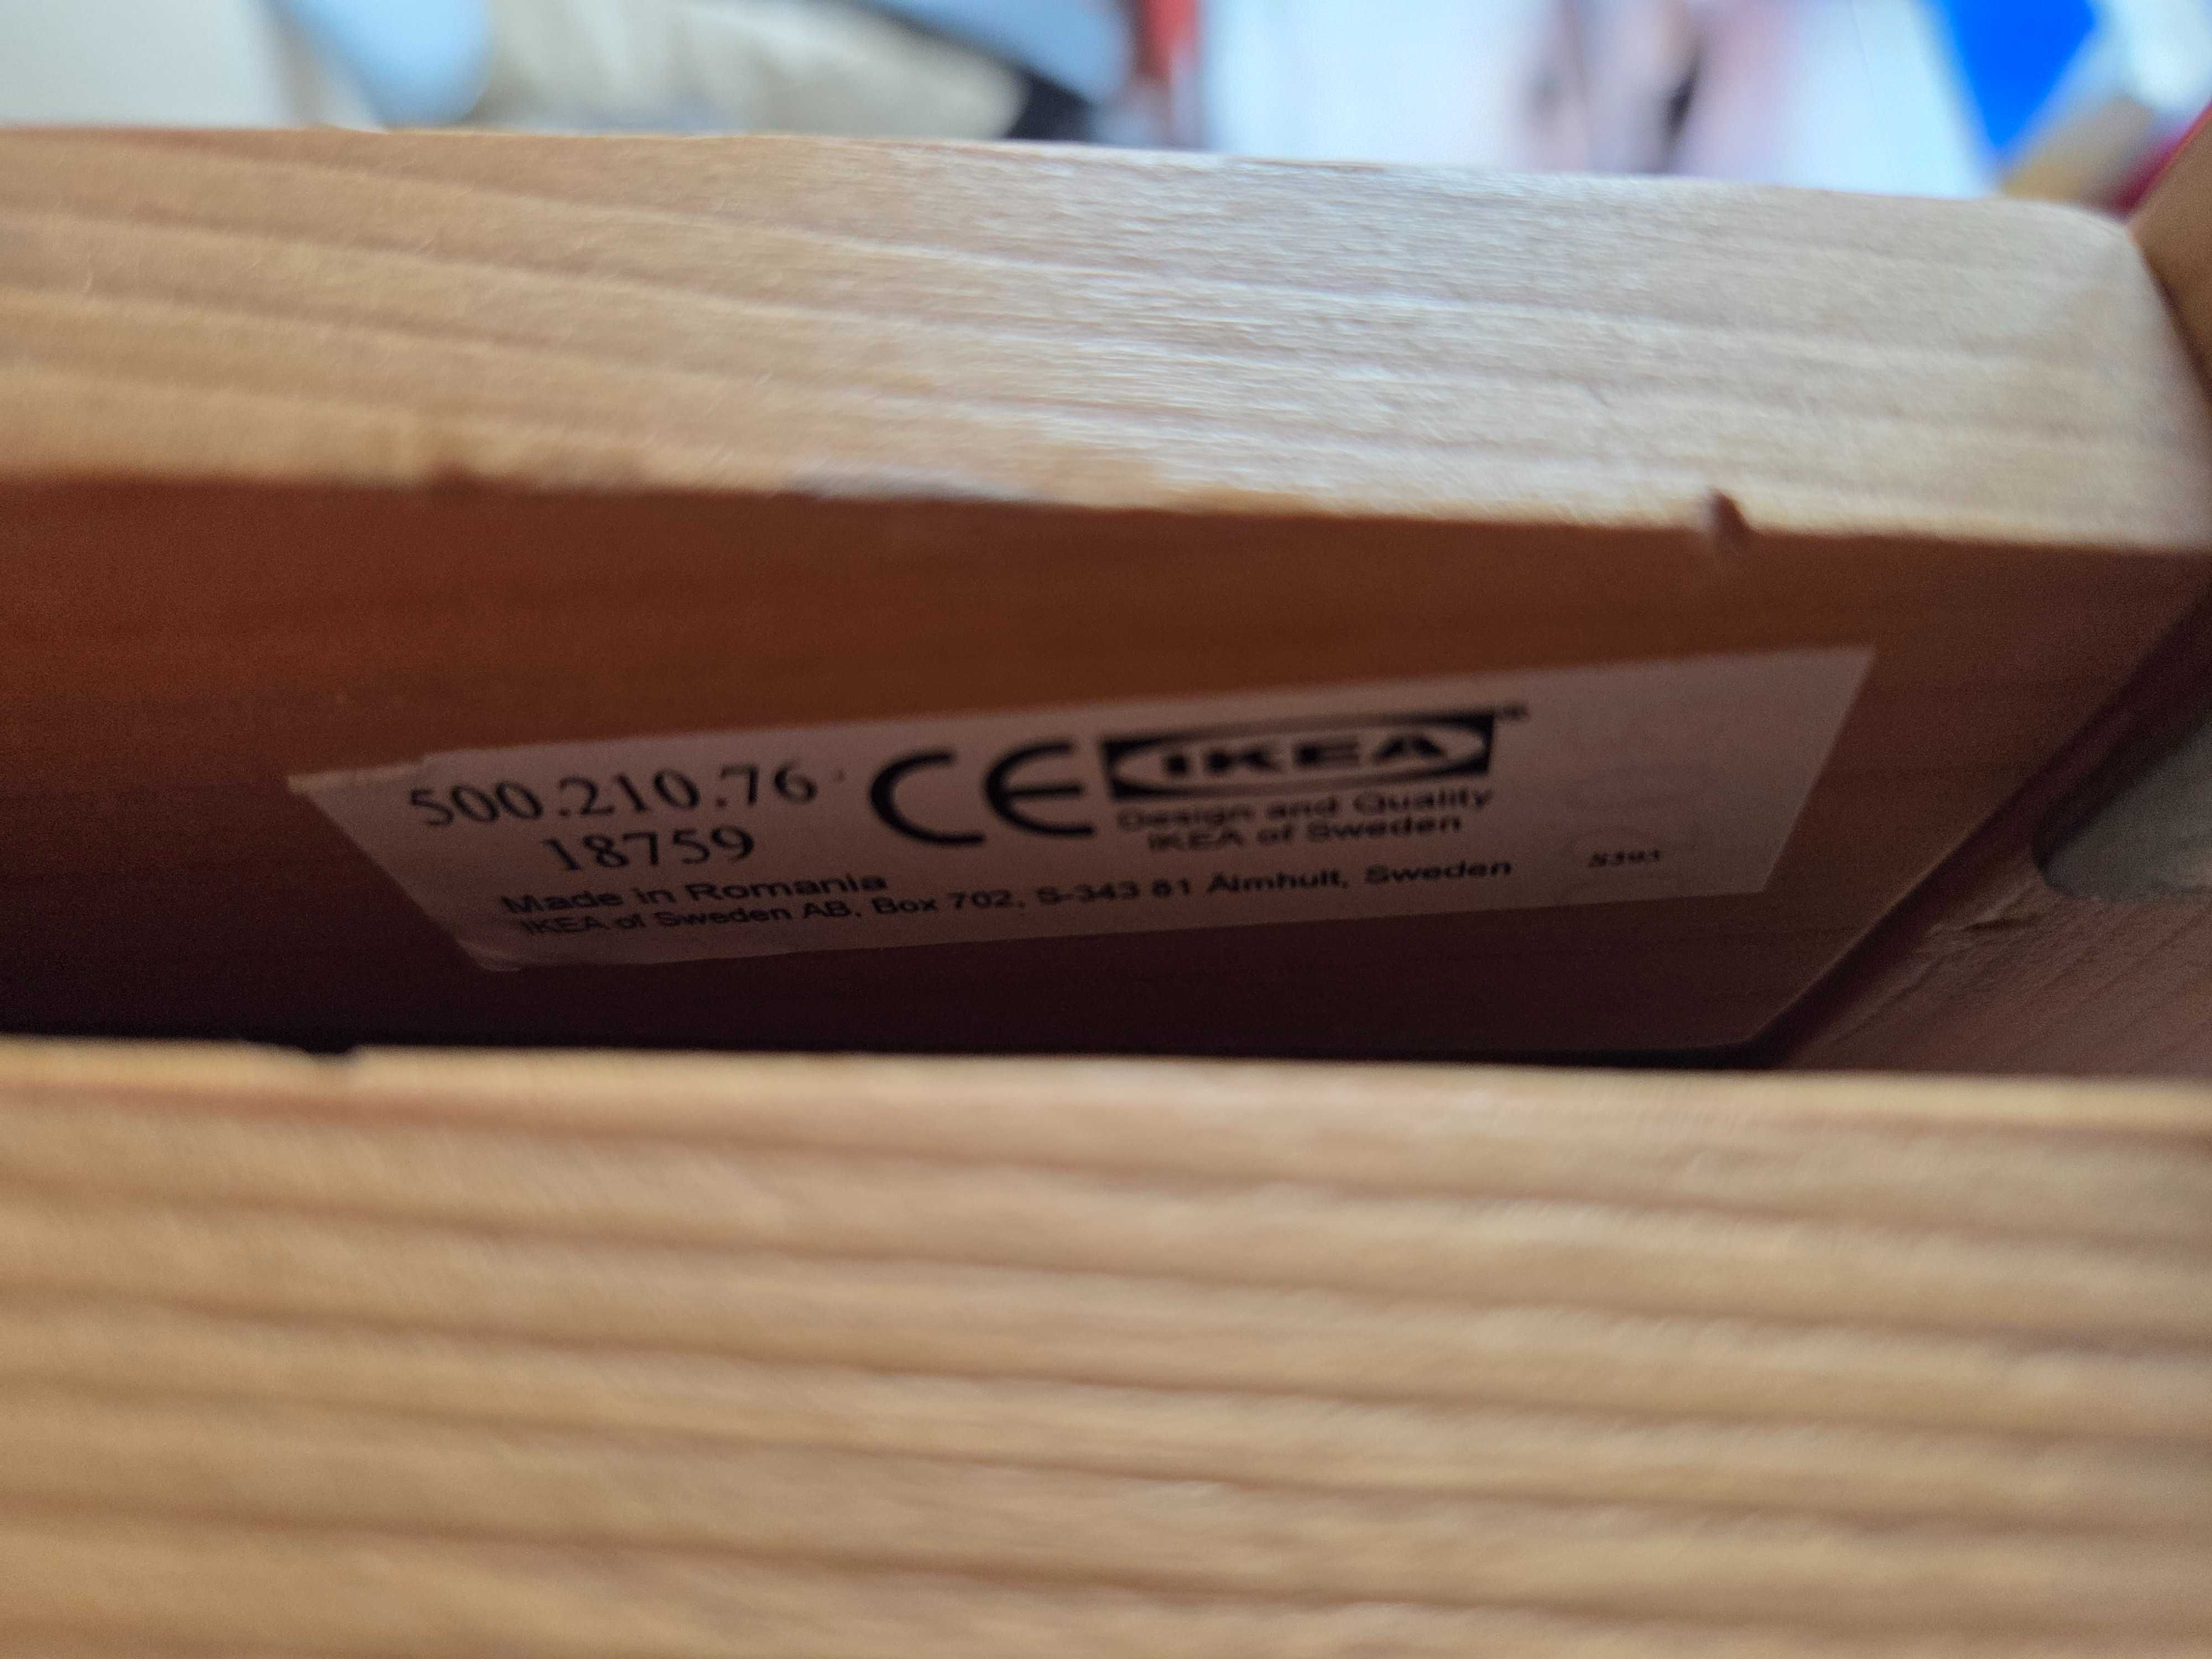 500.210.76
18759
CE
IKEA®
Design and Quality
IKEA of Sweden
Made in Romania
IKEA of Sweden AB, Box 702, S-343 81 Älmhult, Sweden